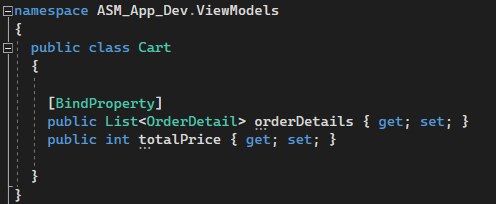 namespace ASM_App_Dev.ViewModels
{
public class Cart
{
[BindProperty]
public List<OrderDetail> orderDetails { get; set; }
public int totalPrice { get; set; }
}
}